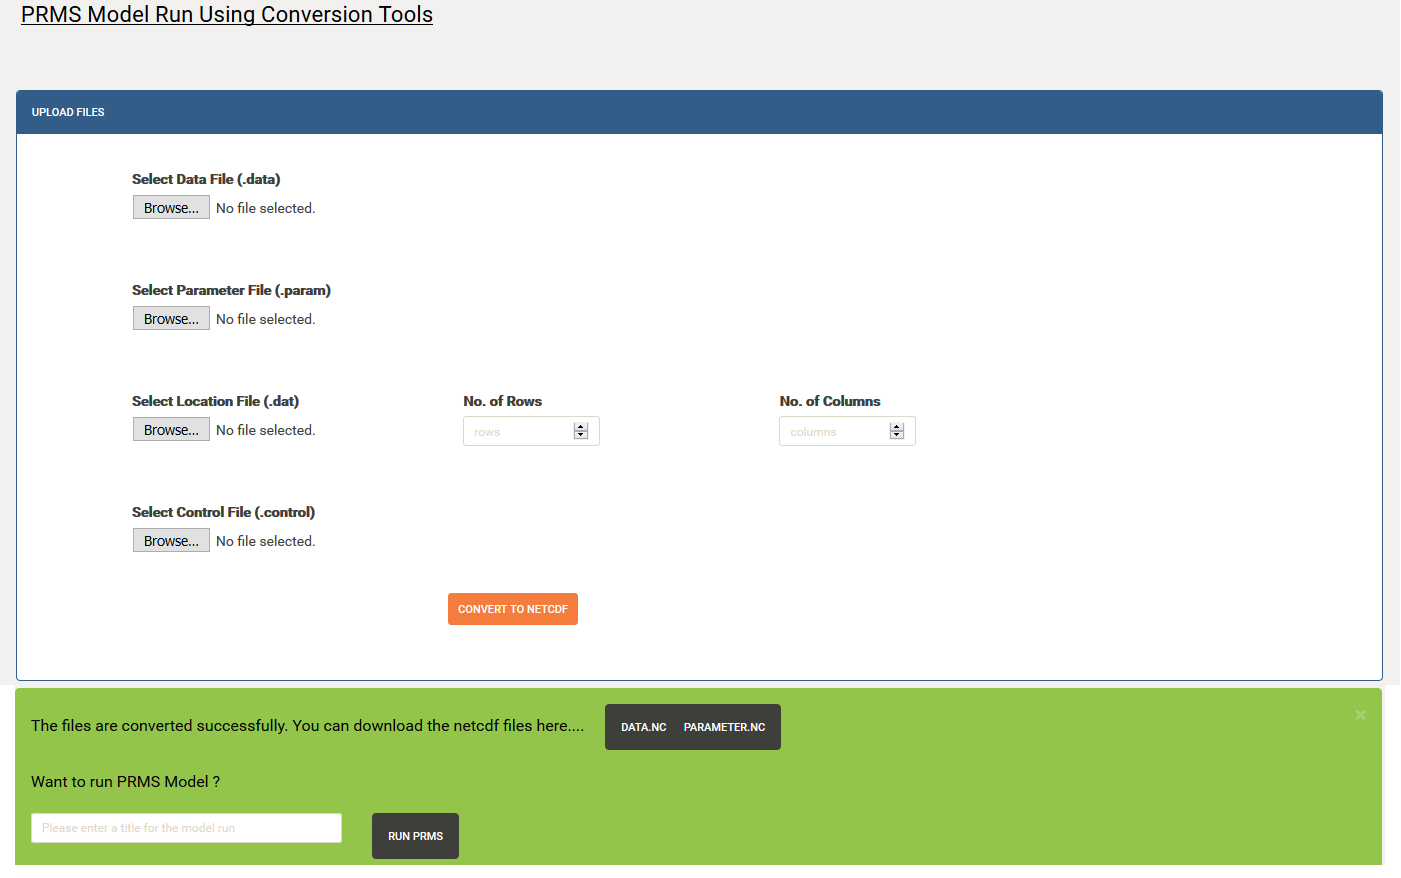 PRMS Model Run Using Conversion Tools
UPLOAD FILES
Select Data File (.data)
Browse... No file selected.
Select Parameter File (.param)
Browse... No file selected.
Select Location File (.dat) No. of Rows No. of Columns
Browse... No file selected. rows columns
Select Control File (.control)
Browse... No file selected.
CONVERT TO NETCDF
The files are converted successfully. You can download the netcdf files here.... DATA.NC PARAMETER.NC ×
Want to run PRMS Model ?
Please enter a title for the model run RUN PRMS